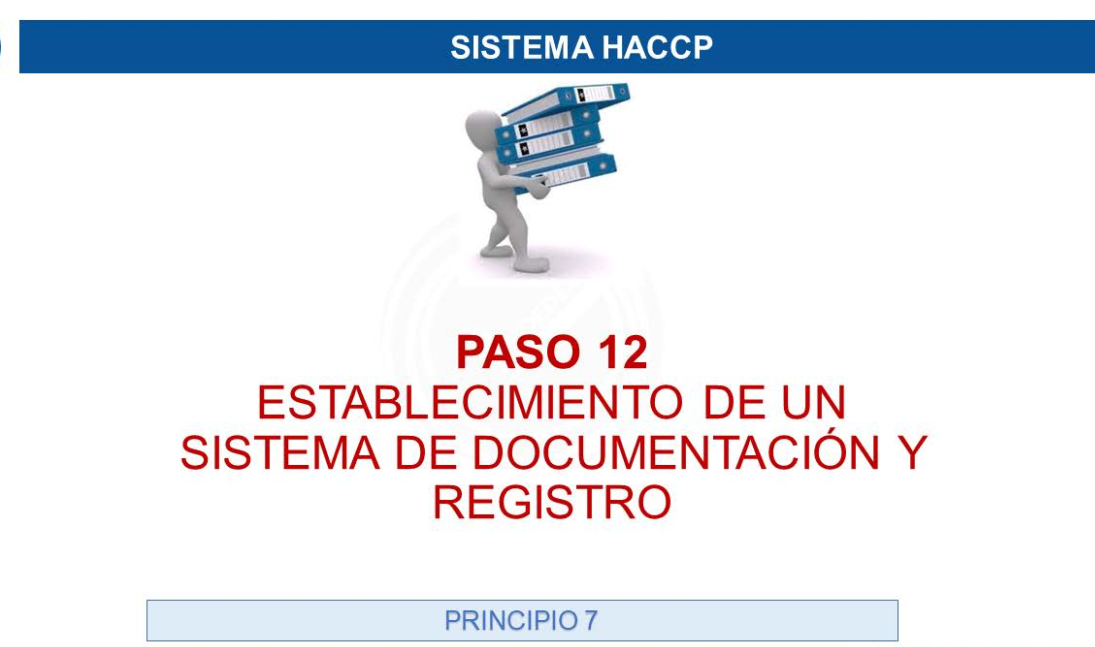 SISTEMA HACCP
PASO 12
ESTABLECIMIENTO DE UN
SISTEMA DE DOCUMENTACIÓN Y
REGISTRO
PRINCIPIO 7